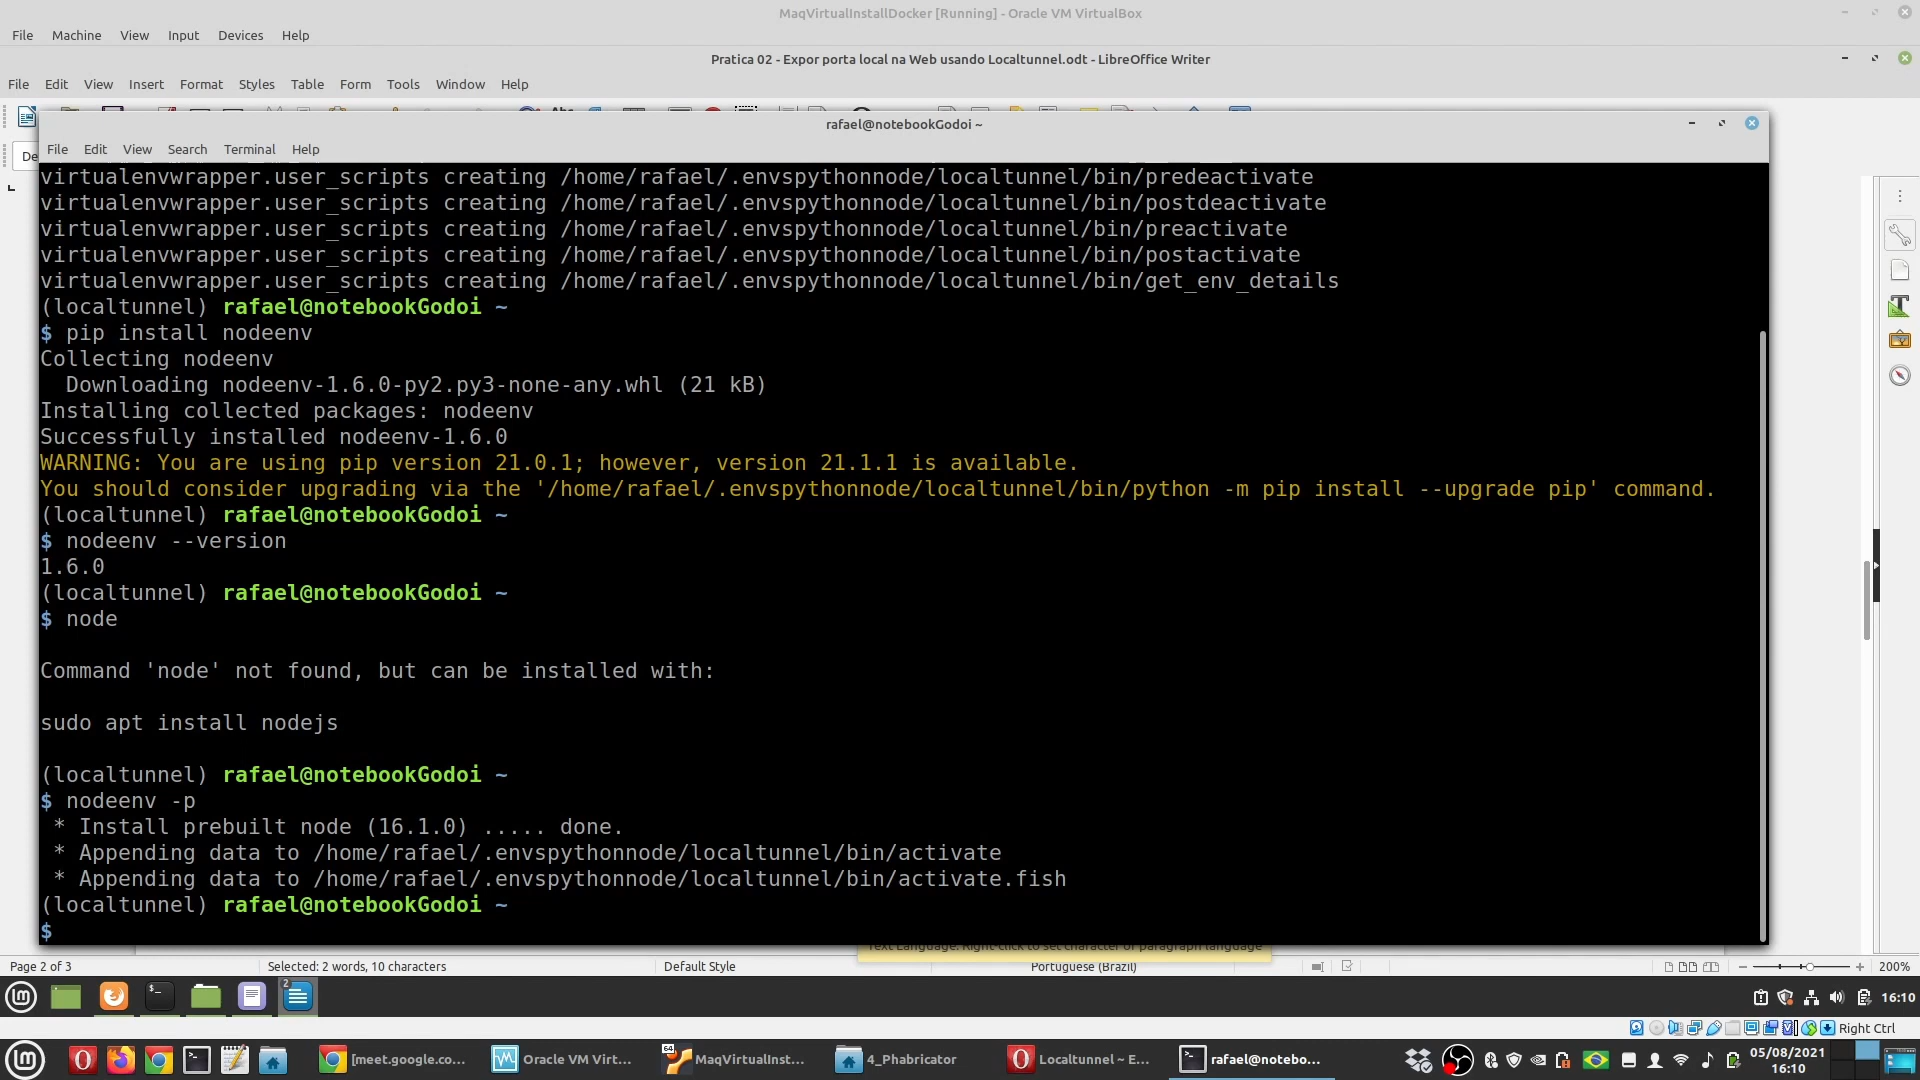 MaqVirtualInstallDocker [Running] - Oracle VM VirtualBox
File Machine View Input Devices Help
Pratica 02 - Expor porta local na Web usando Localtunnel.odt - LibreOffice Writer
File Edit View Insert Format Styles Table Form Tools Window Help
rafael@notebookGodoi ~
File Edit View Search Terminal Help
virtualenvwrapper.user_scripts creating /home/rafael/.envspythonnode/localtunnel/bin/predeactivate
virtualenvwrapper.user_scripts creating /home/rafael/.envspythonnode/localtunnel/bin/postdeactivate
virtualenvwrapper.user_scripts creating /home/rafael/.envspythonnode/localtunnel/bin/preactivate
virtualenvwrapper.user_scripts creating /home/rafael/.envspythonnode/localtunnel/bin/postactivate
virtualenvwrapper.user_scripts creating /home/rafael/.envspythonnode/localtunnel/bin/get_env_details
(localtunnel) rafael@notebookGodoi ~
$ pip install nodeenv
Collecting nodeenv
Downloading nodeenv-1.6.0-py2.py3-none-any.whl (21 kB)
Installing collected packages: nodeenv
Successfully installed nodeenv-1.6.0
WARNING: You are using pip version 21.0.1; however, version 21.1.1 is available.
You should consider upgrading via the '/home/rafael/.envspythonnode/localtunnel/bin/python -m pip install --upgrade pip' command.
(localtunnel) rafael@notebookGodoi ~
$ nodeenv --version
1.6.0
(localtunnel) rafael@notebookGodoi ~
$ node
Command 'node' not found, but can be installed with:
sudo apt install nodejs
(localtunnel) rafael@notebookGodoi ~
$ nodeenv -p
* Install prebuilt node (16.1.0) ..... done.
* Appending data to /home/rafael/.envspythonnode/localtunnel/bin/activate
* Appending data to /home/rafael/.envspythonnode/localtunnel/bin/activate.fish
(localtunnel) rafael@notebookGodoi ~
$
Text Language. Right-click to set character or paragraph language
Page 2 of 3 Selected: 2 words, 10 characters Default Style Portuguese (Brazil) 200%
2 16:10
Right Ctrl
[meet.google.co... Oracle VM Virt... 64 MaqVirtualInst... 4_Phabricator Localtunnel ~ E... rafael@notebo... 05/08/2021
16:10